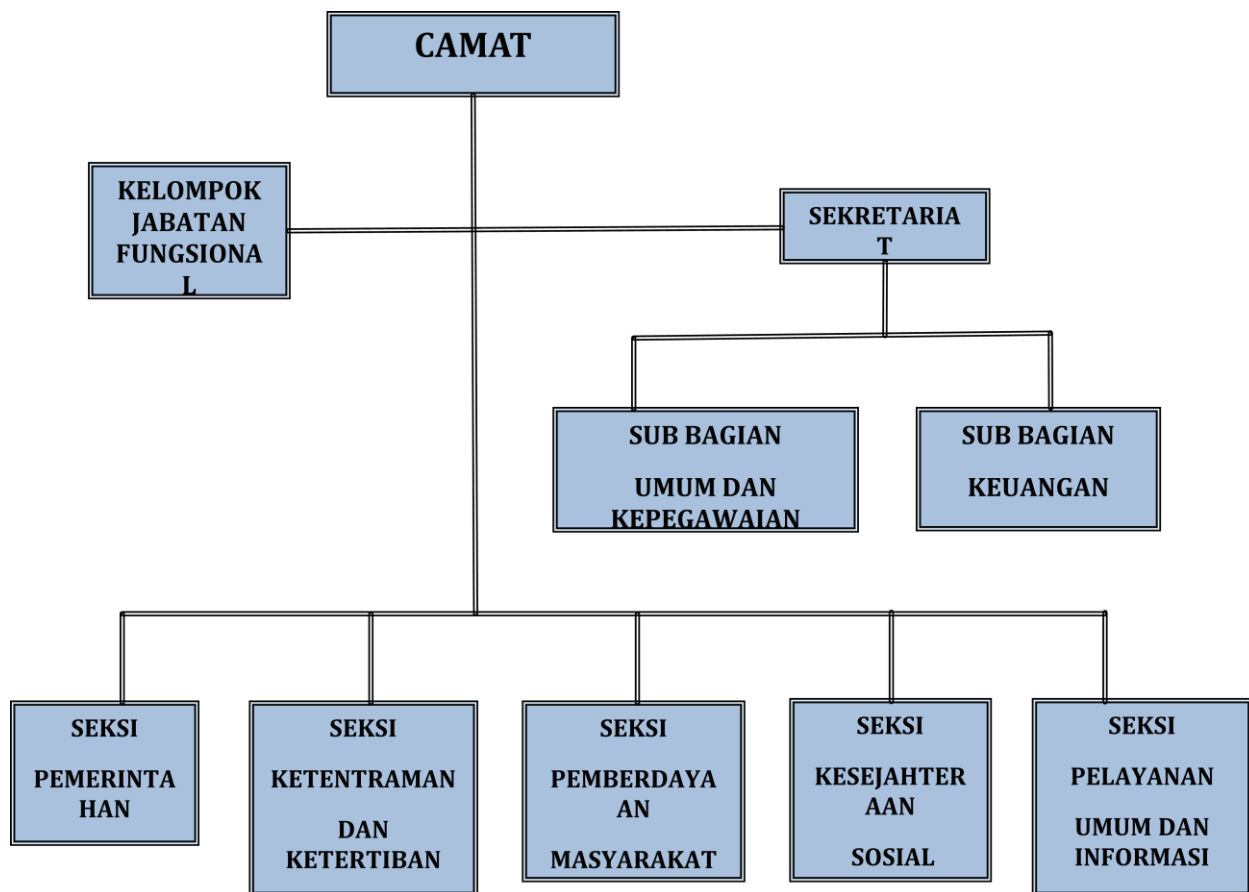 CAMAT
KELOMPOK
JABATAN
FUNGSIONA
L
SEKRETARIA
T
SUB BAGIAN
UMUM DAN
KEPEGAWAIAN
SUB BAGIAN
KEUANGAN
SEKSI
PEMERINTA
HAN
SEKSI
KETENTRAMAN
DAN
KETERTIBAN
SEKSI
PEMBERDAYA
AN
MASYARAKAT
SEKSI
KESEJAHTER
AAN
SOSIAL
SEKSI
PELAYANAN
UMUM DAN
INFORMASI